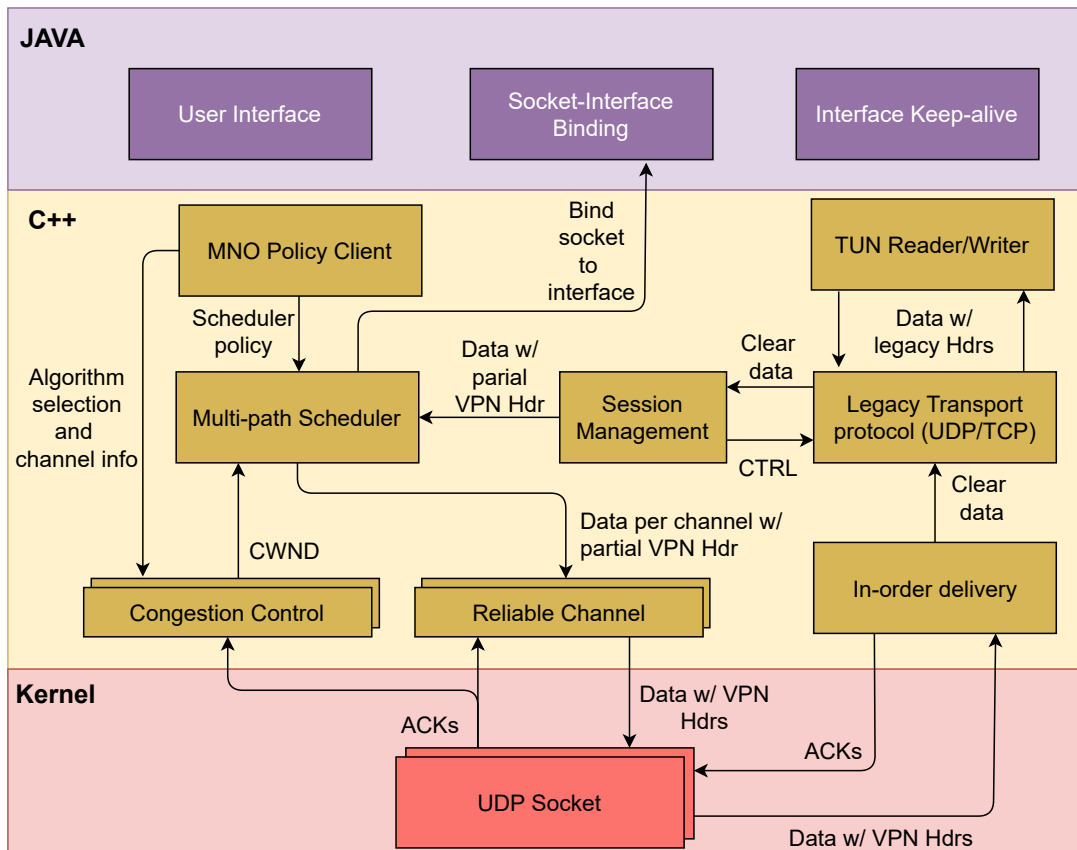 JAVA
User Interface
Socket-Interface
Binding
Interface Keep-alive
C++
MNO Policy Client
Bind
socket
to
interface
TUN Reader/Writer
Scheduler
policy
Data w/
legacy Hdrs
Algorithm
selection
and
channel info
Multi-path Scheduler
Data w/
parial
VPN Hdr
Session
Management
Clear
data
CTRL
Legacy Transport
protocol (UDP/TCP)
Clear
data
CWND
Data per channel w/
partial VPN Hdr
Congestion Control
Reliable Channel
In-order delivery
Kernel
ACKs
Data w/ VPN
Hdrs
ACKs
UDP Socket
Data w/ VPN Hdrs